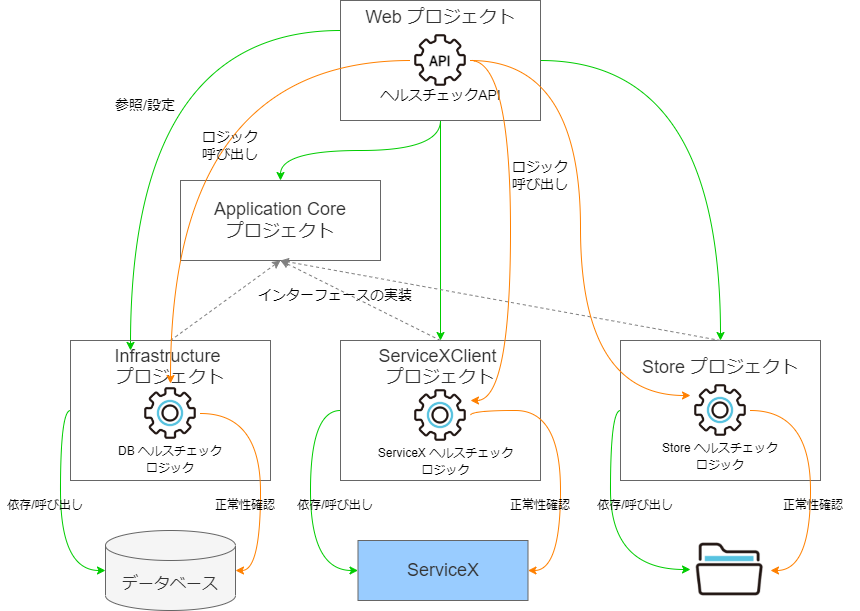 Web プロジェクト
API
ヘルスチェックAPI
参照/設定
ロジック
呼び出し
ロジック
呼び出し
Application Core
プロジェクト
インターフェースの実装
Infrastructure
プロジェクト
DB ヘルスチェック
ロジック
ServiceXClient
プロジェクト
ServiceX ヘルスチェック
ロジック
Store プロジェクト
Store ヘルスチェック
ロジック
依存/呼び出し
正常性確認
依存/呼び出し
正常性確認
依存/呼び出し
正常性確認
データベース
ServiceX